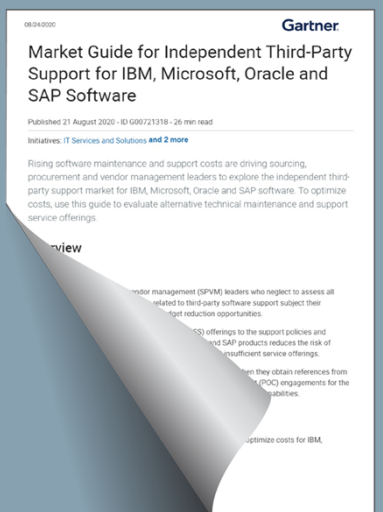 08/24/2020
Gartner
Market Guide for Independent Third-Party
Support for IBM, Microsoft, Oracle and
SAP Software
Published 21 August 2020 - ID G00721318 - 26 min read
Initiatives: IT Services and Solutions and 2 more
Rising software maintenance and support costs are driving sourcing,
procurement and vendor management leaders to explore the independent third-
party support market for IBM, Microsoft, Oracle and SAP software. To optimize
costs, use this guide to evaluate alternative technical maintenance and support
service offerings.
rview
ndor management (SPVM) leaders who neglect to assess all
related to third-party software support subject their
dget reduction opportunities.
SS) offerings to the support policies and
and SAP products reduces the risk of
insufficient service offerings.
hen they obtain references from
(POC) engagements for the
pabilities.
optimize costs for IBM,